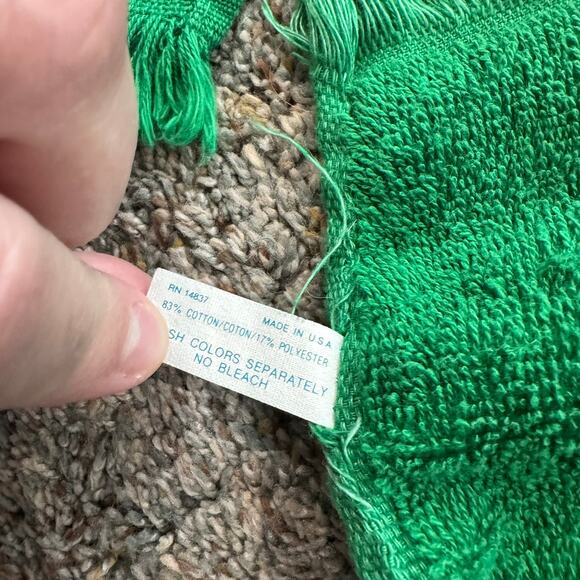 RN 14837 MADE IN U.S.A
83% COTTON/COTON/17% POLYESTER
SH COLORS SEPARATELY
NO BLEACH